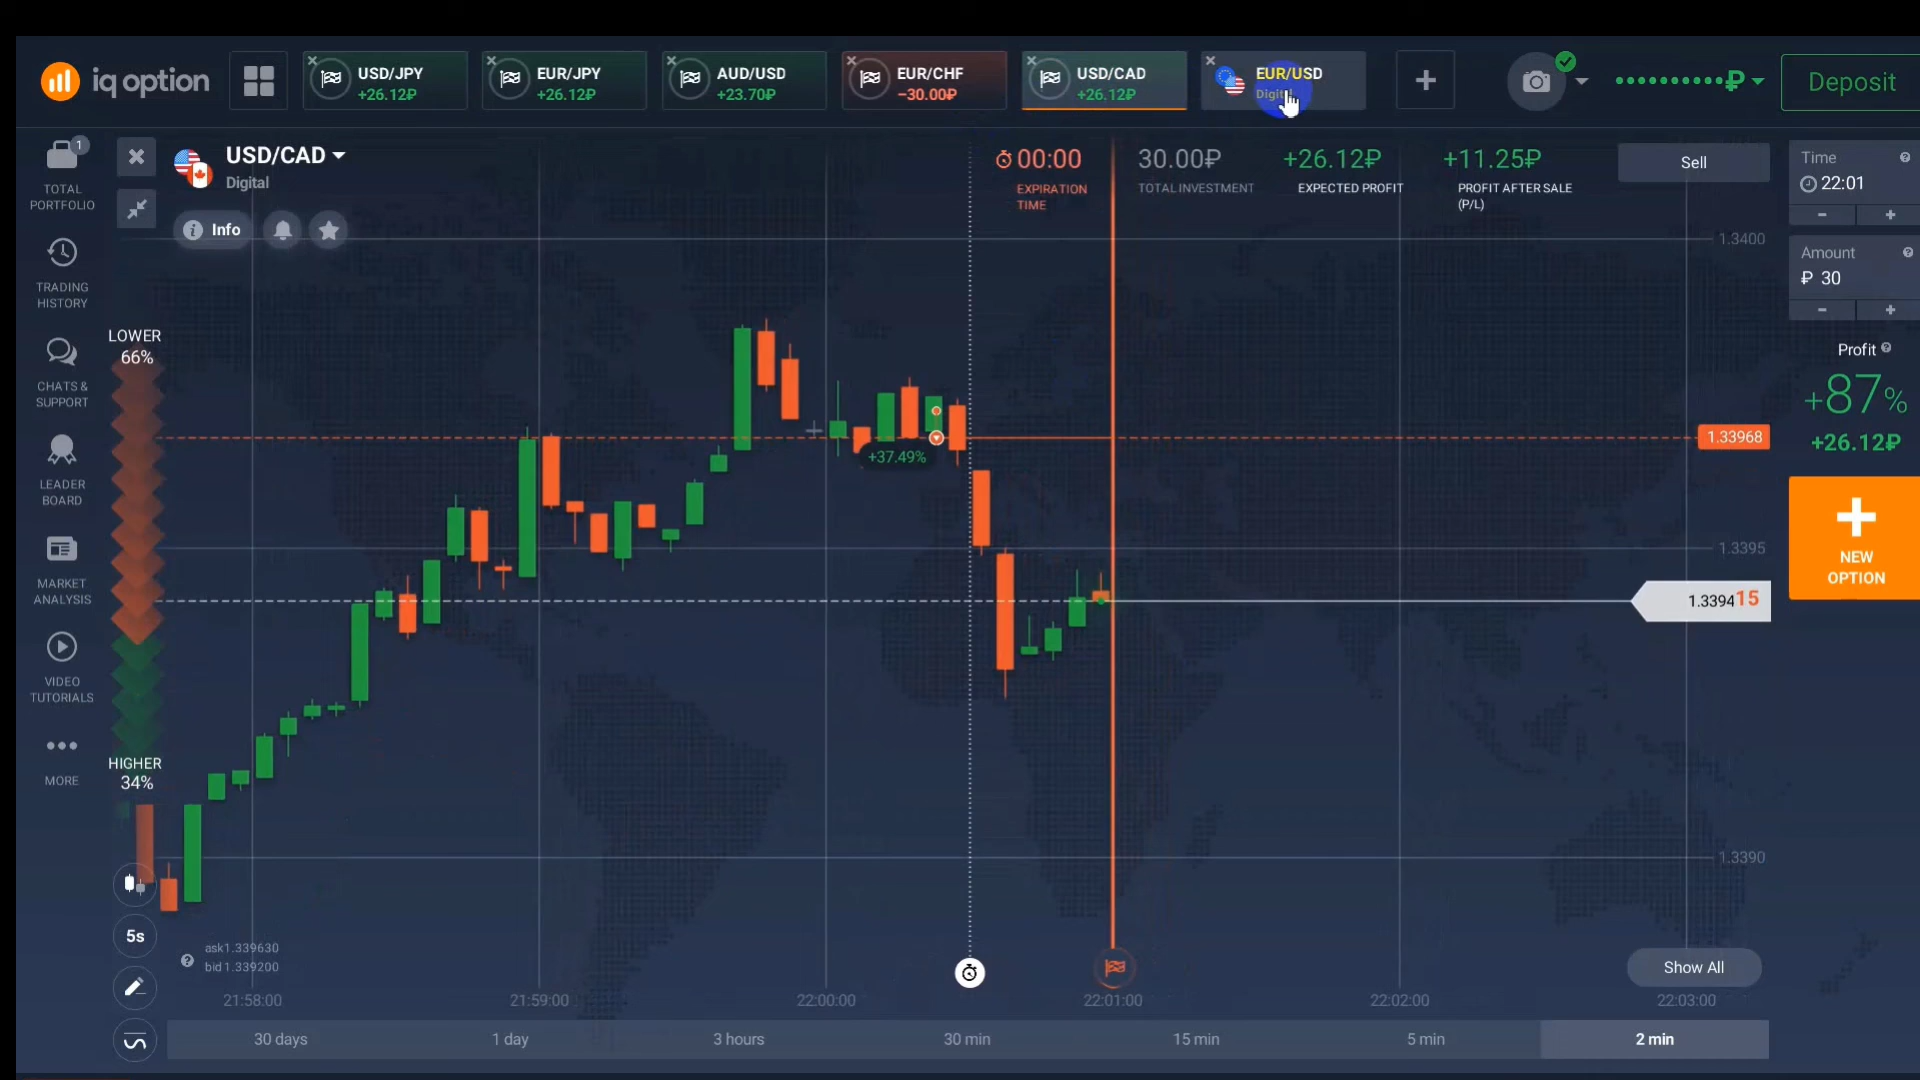 iq option
USD/JPY
+26.12₽
EUR/JPY
+26.12₽
AUD/USD
+23.70₽
EUR/CHF
−30.00₽
USD/CAD
+26.12₽
EUR/USD
₽
Deposit
1
TOTAL
PORTFOLIO
TRADING
HISTORY
CHATS &
SUPPORT
LEADER
BOARD
MARKET
ANALYSIS
VIDEO
TUTORIALS
MORE
USD/CAD
Digital
Info
00:00
EXPIRATION
TIME
30.00₽
TOTAL INVESTMENT
+26.12₽
EXPECTED PROFIT
+11.25₽
PROFIT AFTER SALE
(P/L)
Sell
LOWER
66%
HIGHER
34%
+37.49%
1.3400
1.33968
1.3395
1.339415
1.3390
5s
ask1.339630
bid 1.339200
Show All
21:58:00
21:59:00
22:00:00
22:01:00
22:02:00
22:03:00
30 days
1 day
3 hours
30 min
15 min
5 min
2 min
Time
22:01
− +
Amount
₽ 30
− +
Profit
+87%
+26.12₽
NEW
OPTION